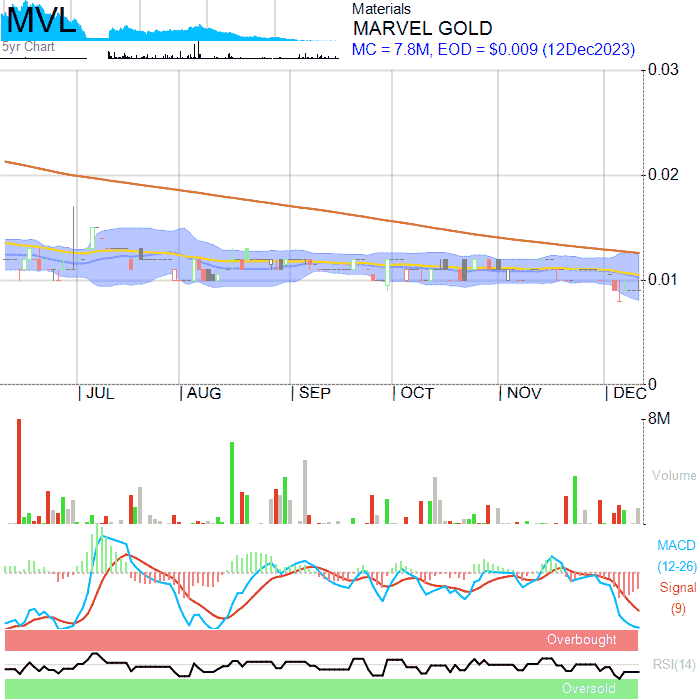 MVL
5yr Chart
Materials
MARVEL GOLD
MC = 7.8M, EOD = $0.009 (12Dec2023)
0.03
0.02
0.01
0
| JUL | AUG | SEP | OCT | NOV | DEC
8M
Volume
MACD
(12-26)
Signal
(9)
Overbought
RSI(14)
Oversold